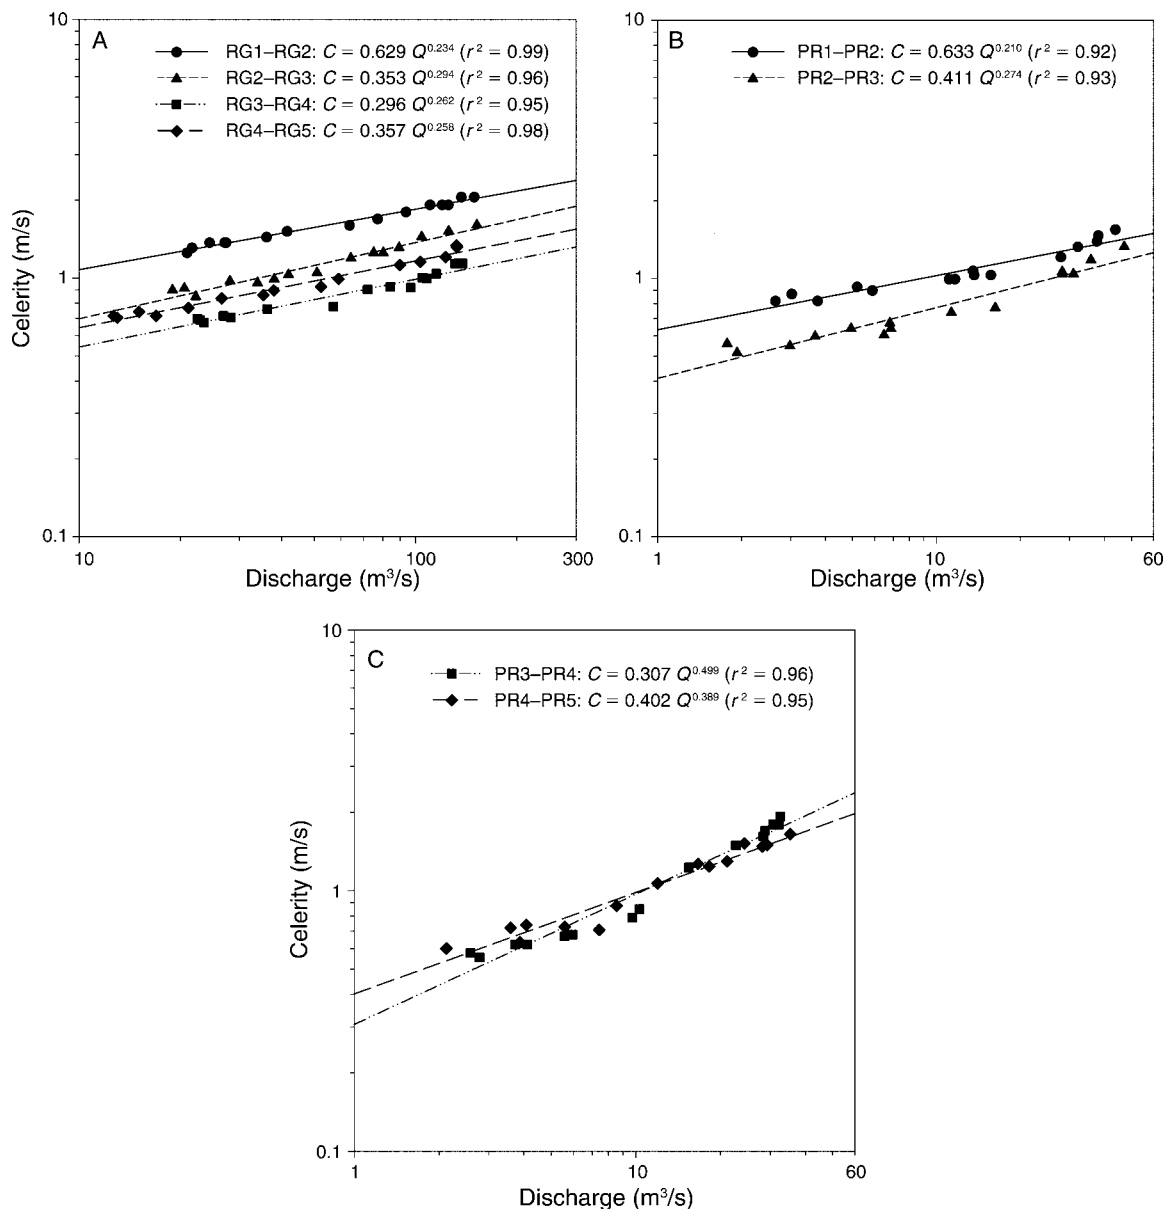 A
RG1–RG2: C = 0.629 Q^0.234 (r² = 0.99)
RG2–RG3: C = 0.353 Q^0.294 (r² = 0.96)
RG3–RG4: C = 0.296 Q^0.262 (r² = 0.95)
RG4–RG5: C = 0.357 Q^0.258 (r² = 0.98)
10
1
0.1
Celerity (m/s)
10
100
300
Discharge (m³/s)
B
PR1–PR2: C = 0.633 Q^0.210 (r² = 0.92)
PR2–PR3: C = 0.411 Q^0.274 (r² = 0.93)
10
1
0.1
1
10
60
Discharge (m³/s)
C
PR3–PR4: C = 0.307 Q^0.499 (r² = 0.96)
PR4–PR5: C = 0.402 Q^0.389 (r² = 0.95)
10
1
0.1
Celerity (m/s)
1
10
60
Discharge (m³/s)